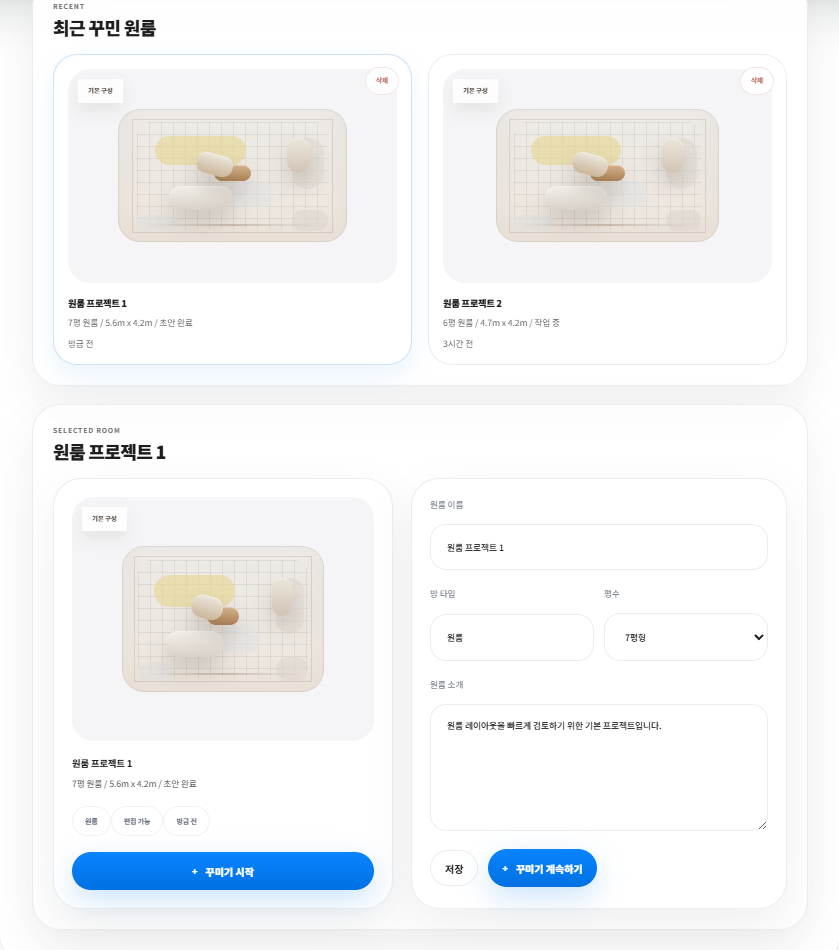 RECENT
최근 꾸민 원룸
기본 구성
삭제
원룸 프로젝트 1
7평 원룸 / 5.6m x 4.2m / 초안 완료
방금 전
기본 구성
삭제
원룸 프로젝트 2
6평 원룸 / 4.7m x 4.2m / 작업 중
3시간 전
SELECTED ROOM
원룸 프로젝트 1
기본 구성
원룸 프로젝트 1
7평 원룸 / 5.6m x 4.2m / 초안 완료
원룸 편집 가능 방금 전
+ 꾸미기 시작
원룸 이름
원룸 프로젝트 1
방 타입 평수
원룸 7평형
원룸 소개
원룸 레이아웃을 빠르게 검토하기 위한 기본 프로젝트입니다.
저장 + 꾸미기 계속하기